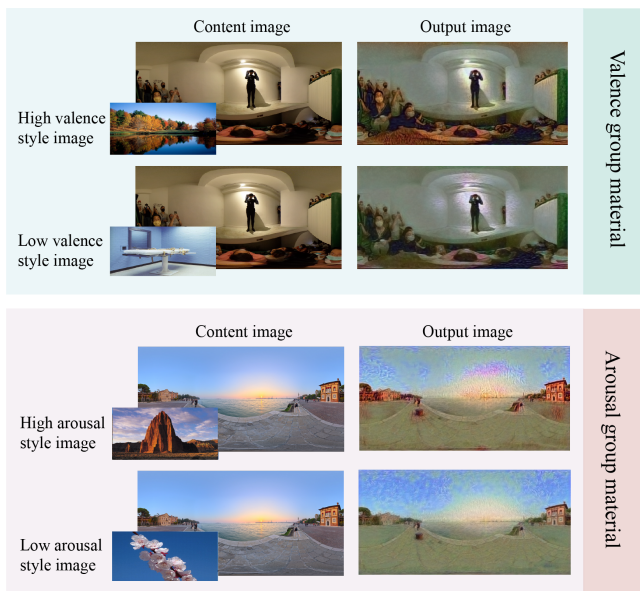 Content image
Output image
High valence
style image
Low valence
style image
Valence group material
Content image
Output image
High arousal
style image
Low arousal
style image
Arousal group material